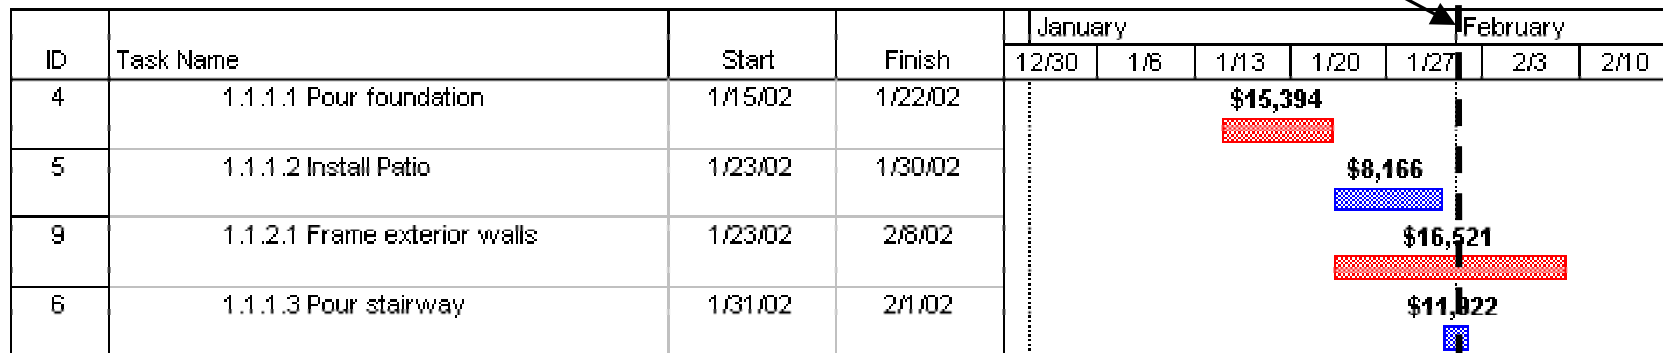 January February
ID Task Name Start Finish 12/30 1/6 1/13 1/20 1/27 2/3 2/10
4 1.1.1.1 Pour foundation 1/15/02 1/22/02 $15,394
5 1.1.1.2 Install Patio 1/23/02 1/30/02 $8,166
9 1.1.2.1 Frame exterior walls 1/23/02 2/8/02 $16,521
6 1.1.1.3 Pour stairway 1/31/02 2/1/02